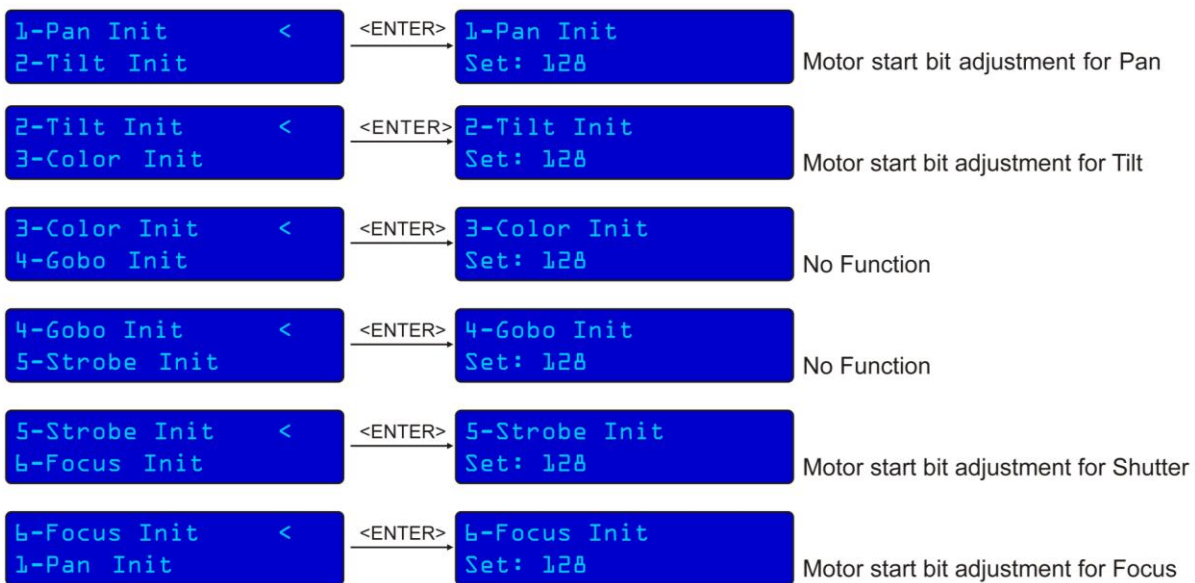 1-Pan Init <
2-Tilt Init
<ENTER>
1-Pan Init
Set: 128
Motor start bit adjustment for Pan
2-Tilt Init <
3-Color Init
<ENTER>
2-Tilt Init
Set: 128
Motor start bit adjustment for Tilt
3-Color Init <
4-Gobo Init
<ENTER>
3-Color Init
Set: 128
No Function
4-Gobo Init <
5-Strobe Init
<ENTER>
4-Gobo Init
Set: 128
No Function
5-Strobe Init <
6-Focus Init
<ENTER>
5-Strobe Init
Set: 128
Motor start bit adjustment for Shutter
6-Focus Init <
1-Pan Init
<ENTER>
6-Focus Init
Set: 128
Motor start bit adjustment for Focus